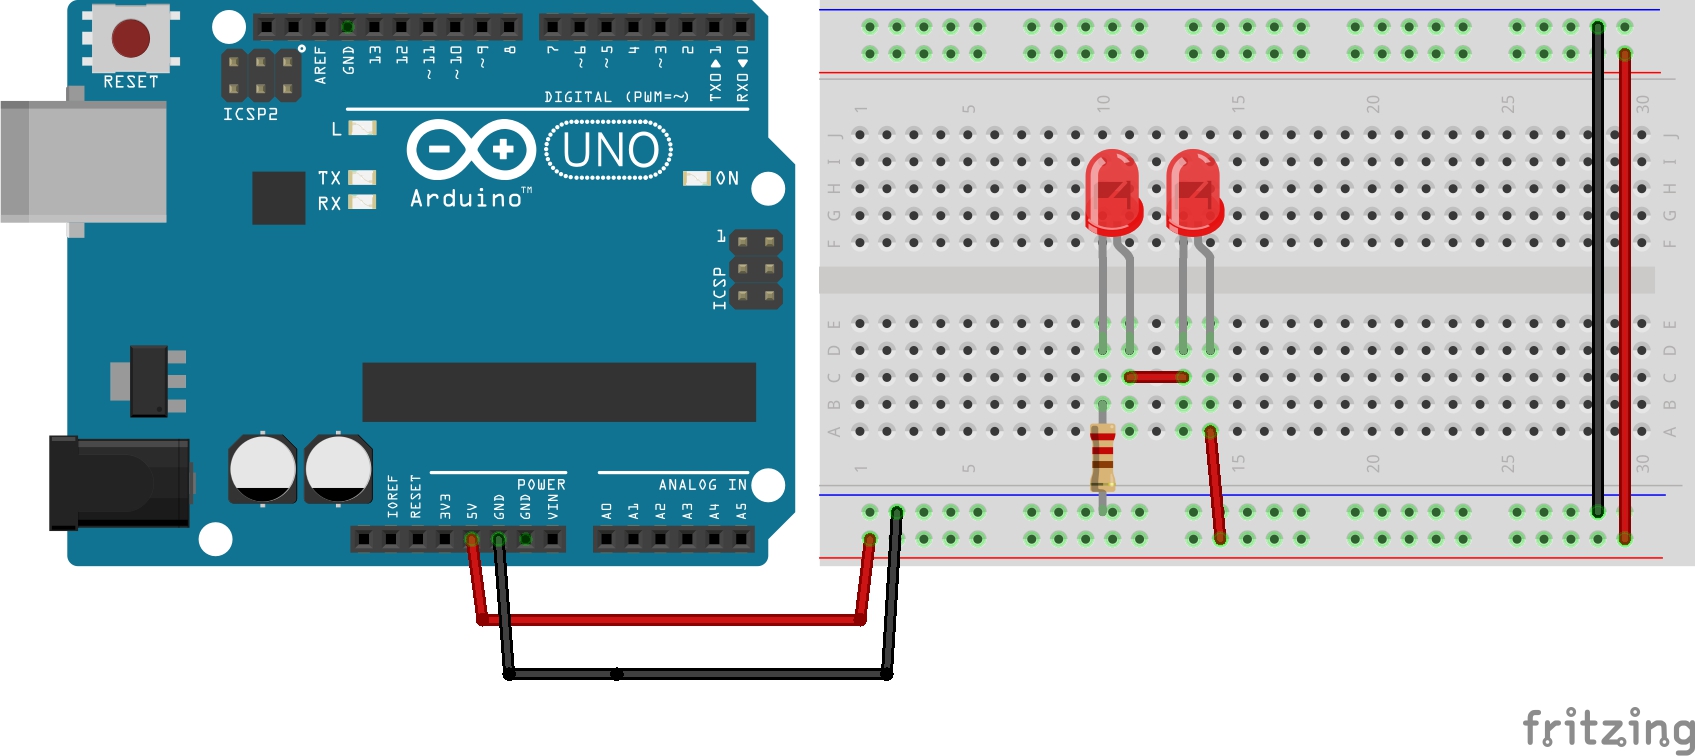 RESET
ICSP2
AREF
GND
13
12
~11
~10
~9
8
7
~6
~5
4
~3
2
TX0▶1
RX0◀0
DIGITAL (PWM=~)
L
TX
RX
UNO
Arduino™
ON
1
ICSP
IOREF
RESET
3V3
5V
GND
GND
VIN
POWER
ANALOG IN
A0
A1
A2
A3
A4
A5
1 5 10 15 20 25 30
J J
I I
H H
G G
F F
E E
D D
C C
B B
A A
1 5 15 20 25 30
fritzing